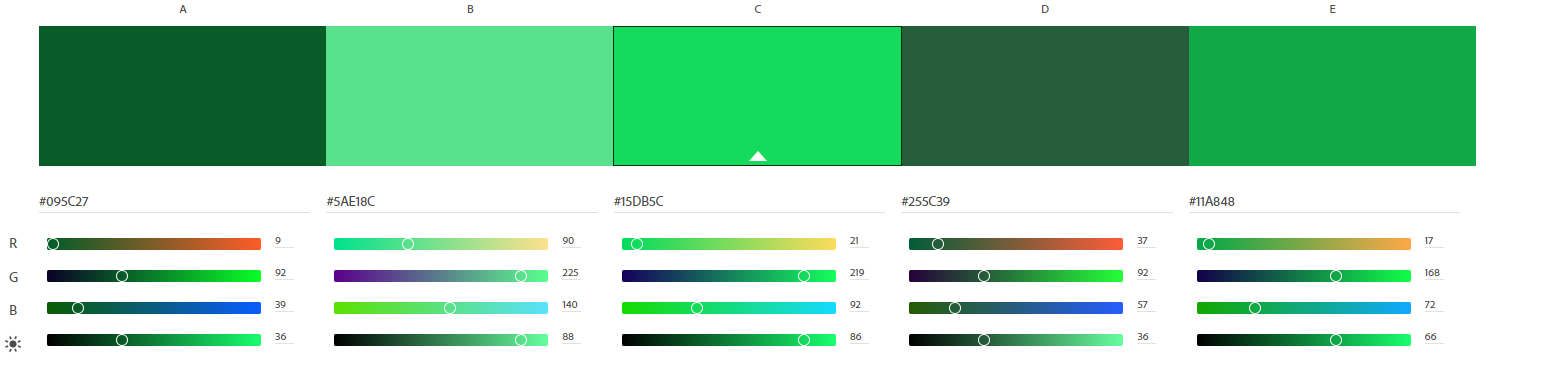 A B C D E
#095C27 #5AE18C #15DB5C #255C39 #11A848
R 9 90 21 37 17
G 92 225 219 92 168
B 39 140 92 57 72
36 88 86 36 66